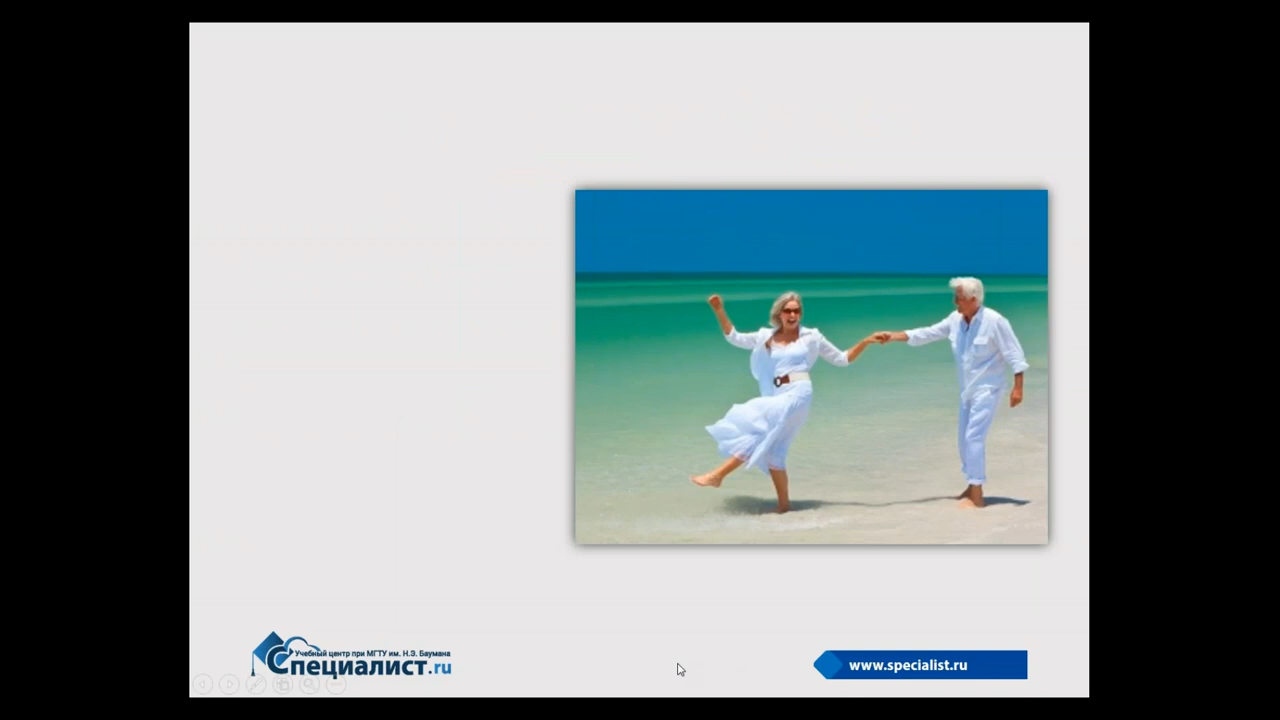 Учебный центр при МГТУ им. Н.Э. Баумана
Специалист.ru
www.specialist.ru